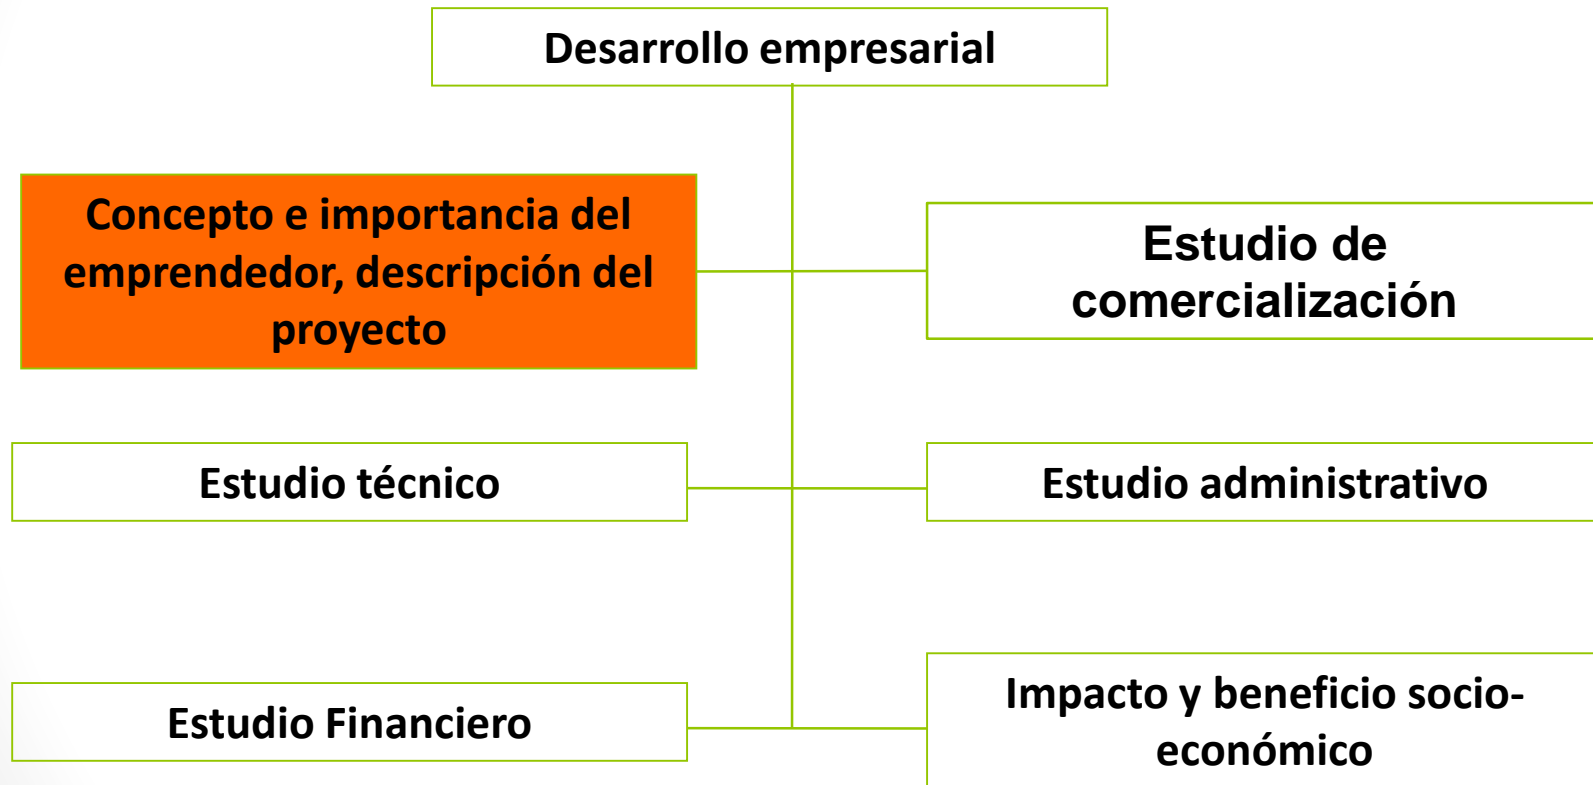 Desarrollo empresarial
Concepto e importancia del
emprendedor, descripción del
proyecto
Estudio de
comercialización
Estudio técnico
Estudio administrativo
Estudio Financiero
Impacto y beneficio socio-
económico